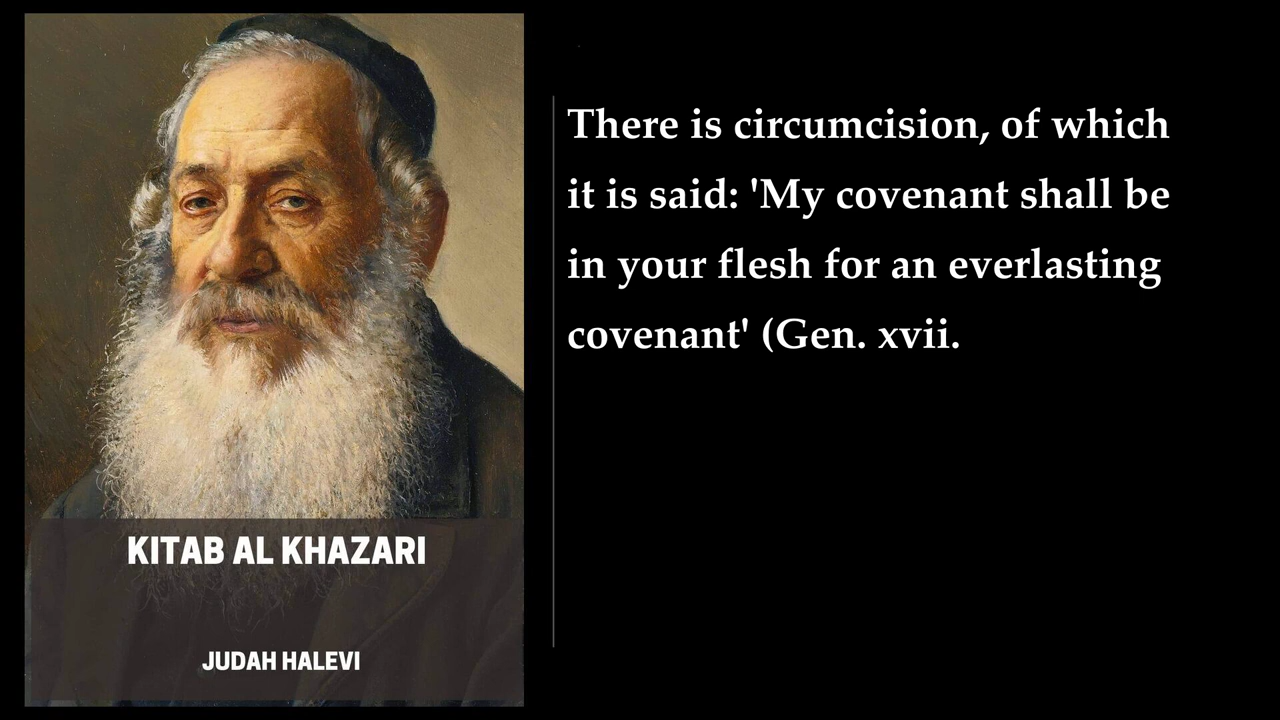 There is circumcision, of which
it is said: 'My covenant shall be
in your flesh for an everlasting
covenant' (Gen. xvii.
KITAB AL KHAZARI
JUDAH HALEVI